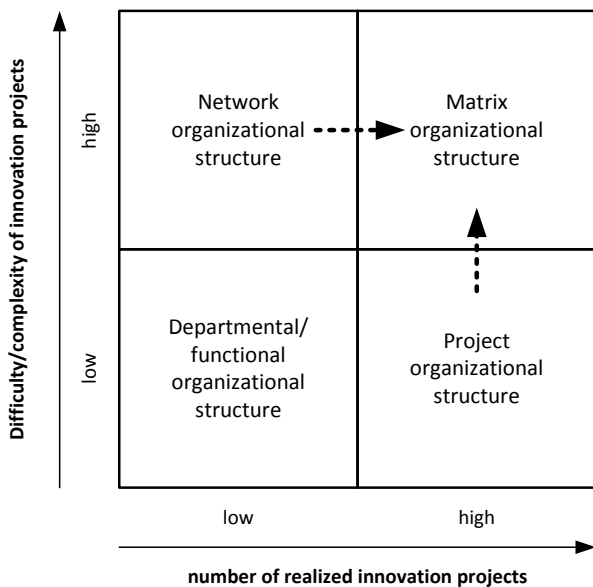 Difficulty/complexity of innovation projects
high
low
Network
organizational
structure
Matrix
organizational
structure
Departmental/
functional
organizational
structure
Project
organizational
structure
low
high
number of realized innovation projects